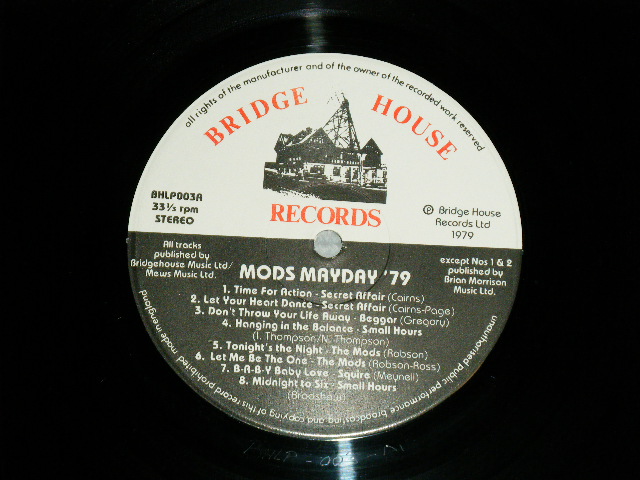 all rights of the manufacturer and of the owner of the recorded work reserved
BRIDGE HOUSE
RECORDS
BHLP003A
33⅓ rpm
STEREO
℗ Bridge House
Records Ltd
1979
All tracks
published by
Bridgehouse Music Ltd/
Mews Music Ltd.
except Nos 1 & 2
published by
Brian Morrison
Music Ltd.
MODS MAYDAY '79
1. Time For Action - Secret Affair (Cairns)
2. Let Your Heart Dance - Secret Affair (Cairns-Page)
3. Don't Throw Your Life Away - Beggar (Gregory)
4. Hanging in the Balance - Small Hours
(I. Thompson/N. Thompson)
5. Tonight's the Night - The Mods (Robson)
6. Let Me Be The One - The Mods (Robson-Ross)
7. B-A-B-Y Baby Love - Squire (Meynell)
8. Midnight to Six - Small Hours
(Bradshaw)
unauthorised public performance broadcasting and copying of this record prohibited made in england